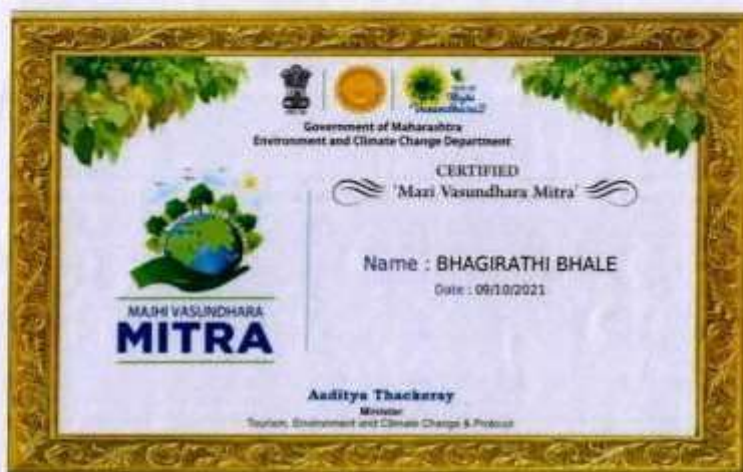 Government of Maharashtra
Environment and Climate Change Department
CERTIFIED
'Mazi Vasundhara Mitra'
Name : BHAGIRATHI BHALE
Date : 09/10/2021
MAJHI VASUNDHARA
MITRA
Aaditya Thackeray
Minister
Tourism, Environment and Climate Change & Protocol